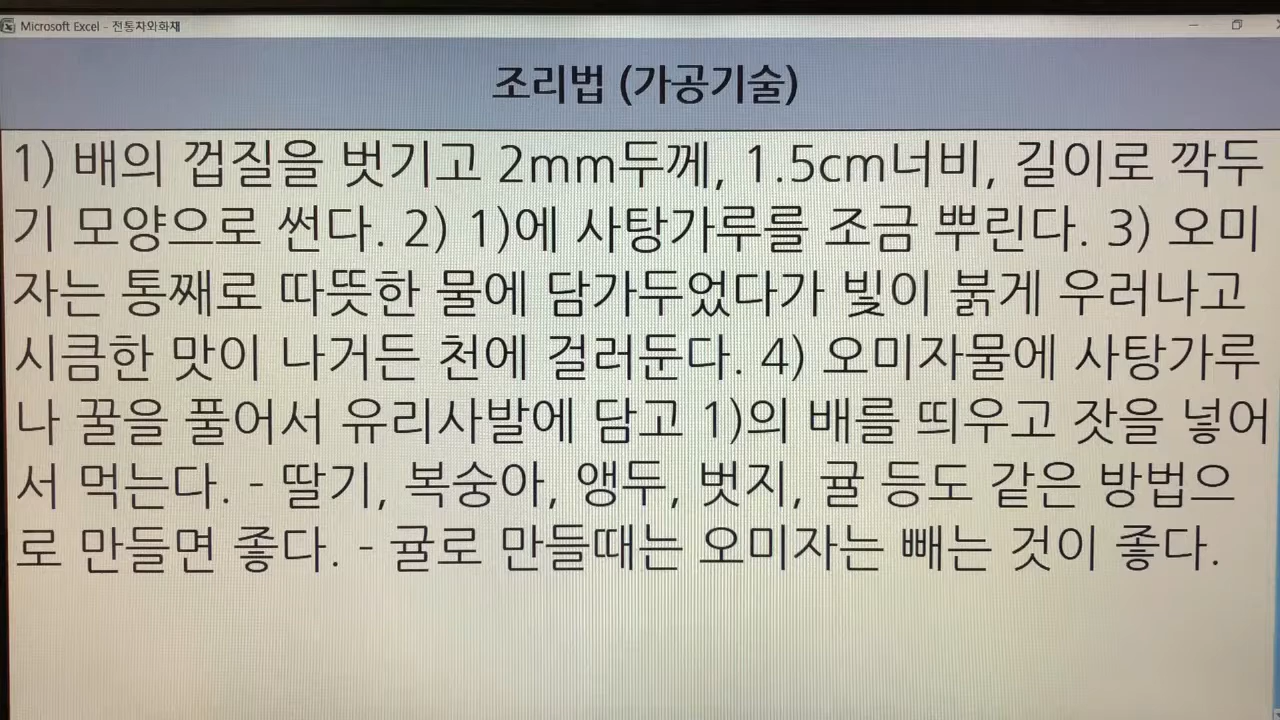 Microsoft Excel - 전통차와화재
조리법 (가공기술)
1) 배의 껍질을 벗기고 2mm두께, 1.5cm너비, 길이로 깍두
기 모양으로 썬다. 2) 1)에 사탕가루를 조금 뿌린다. 3) 오미
자는 통째로 따뜻한 물에 담가두었다가 빛이 붉게 우러나고
시큼한 맛이 나거든 천에 걸러둔다. 4) 오미자물에 사탕가루
나 꿀을 풀어서 유리사발에 담고 1)의 배를 띄우고 잣을 넣어
서 먹는다. - 딸기, 복숭아, 앵두, 벗지, 귤 등도 같은 방법으
로 만들면 좋다. - 귤로 만들때는 오미자는 빼는 것이 좋다.